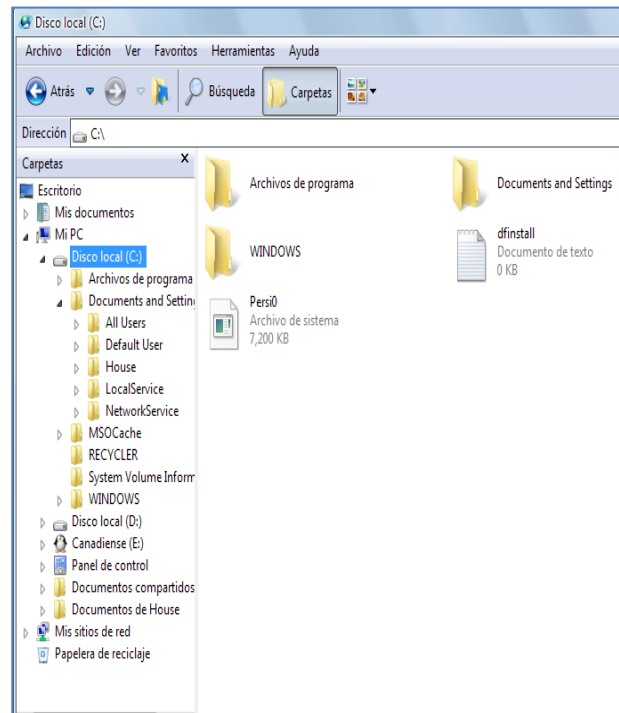 Disco local (C:)
Archivo Edición Ver Favoritos Herramientas Ayuda
Atrás Búsqueda Carpetas
Dirección C:\
Carpetas X
Escritorio
Mis documentos
Mi PC
Disco local (C:)
Archivos de programa
Documents and Setting
All Users
Default User
House
LocalService
NetworkService
MSOCache
RECYCLER
System Volume Inform
WINDOWS
Disco local (D:)
Canadiense (E:)
Panel de control
Documentos compartidos
Documentos de House
Mis sitios de red
Papelera de reciclaje
Archivos de programa
Documents and Settings
WINDOWS
dfinstall
Documento de texto
0 KB
Persi0
Archivo de sistema
7,200 KB